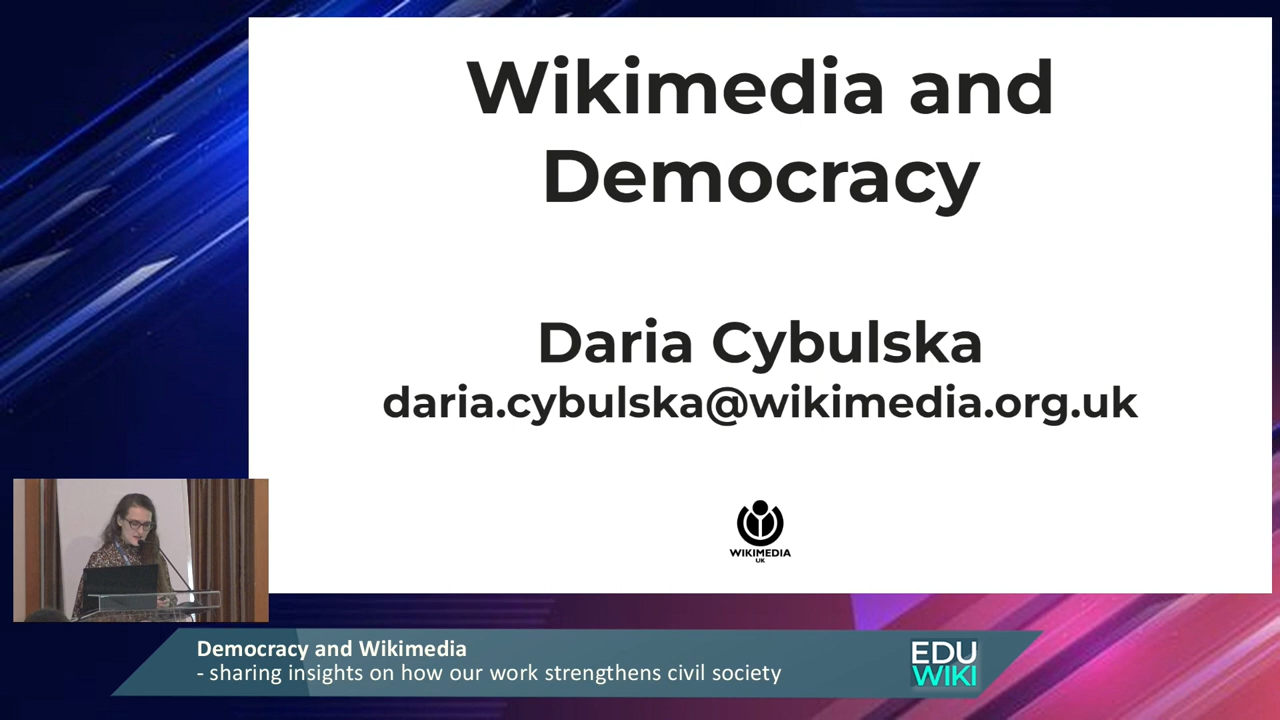 Wikimedia and
Democracy
Daria Cybulska
daria.cybulska@wikimedia.org.uk
WIKIMEDIA
UK
Democracy and Wikimedia
- sharing insights on how our work strengthens civil society
EDU
WIKI